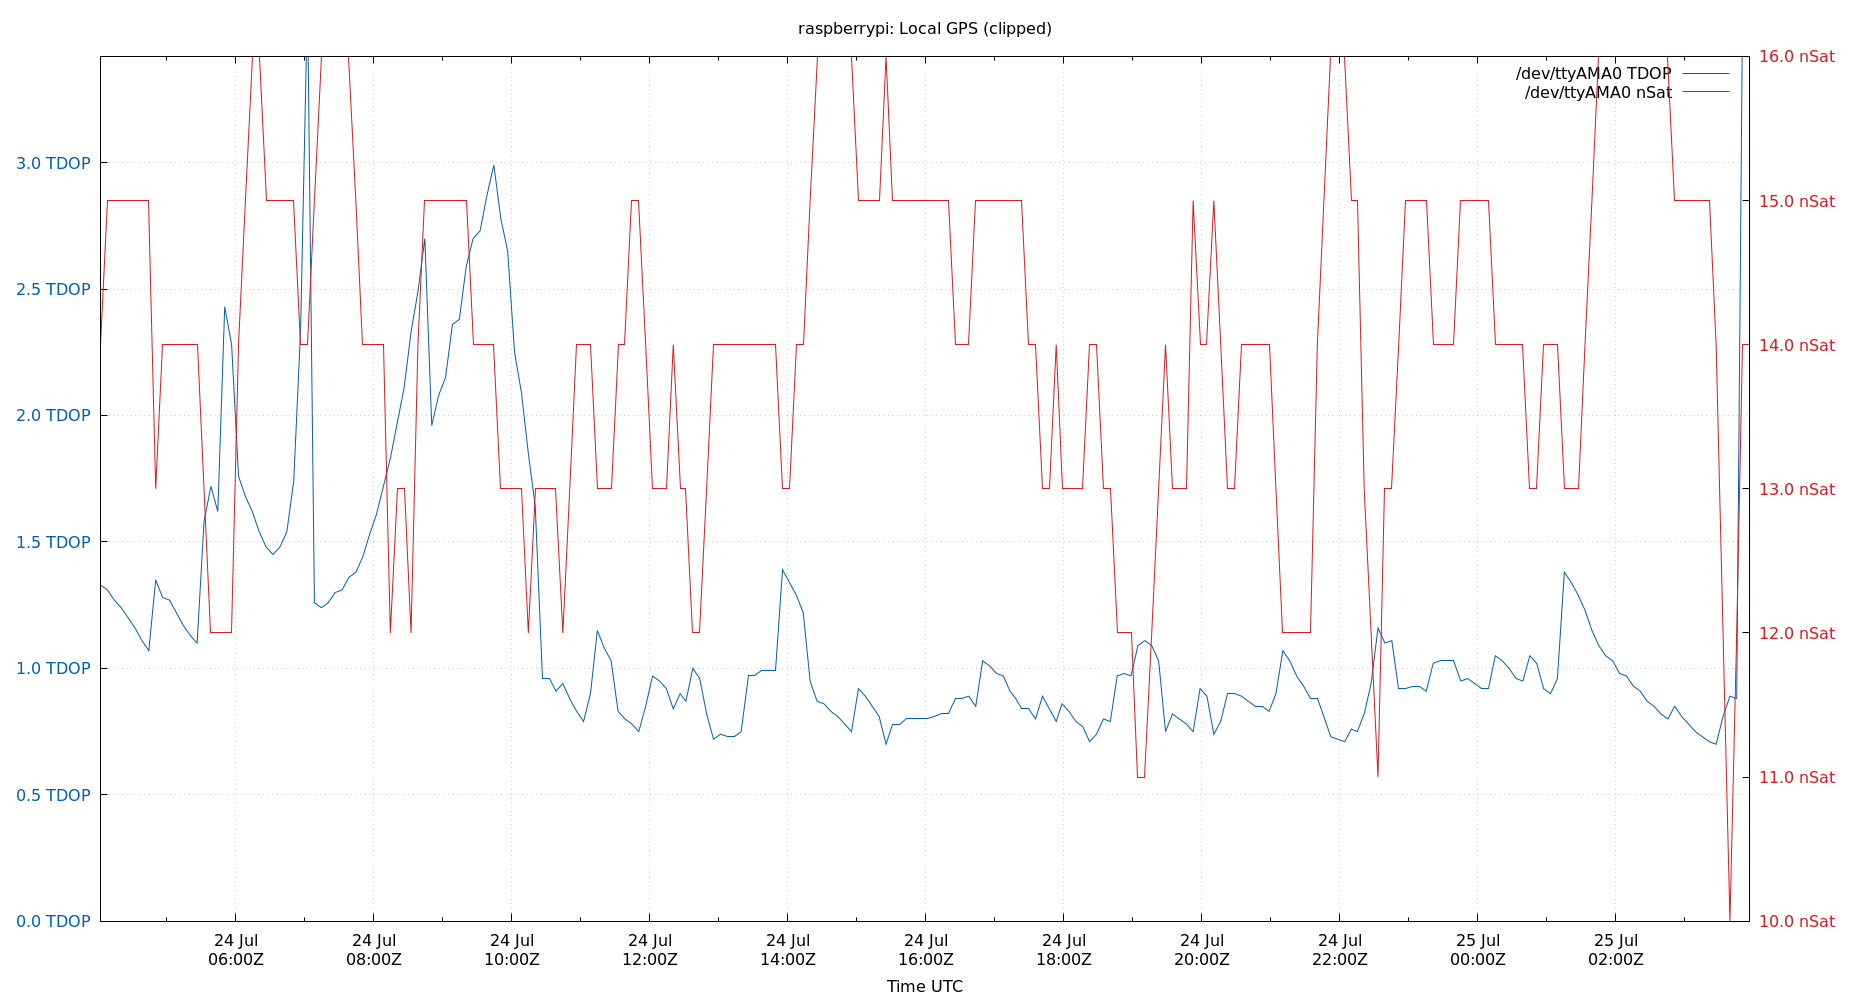 raspberrypi: Local GPS (clipped)
/dev/ttyAMA0 TDOP
/dev/ttyAMA0 nSat
3.0 TDOP
2.5 TDOP
2.0 TDOP
1.5 TDOP
1.0 TDOP
0.5 TDOP
0.0 TDOP
16.0 nSat
15.0 nSat
14.0 nSat
13.0 nSat
12.0 nSat
11.0 nSat
10.0 nSat
24 Jul
06:00Z
24 Jul
08:00Z
24 Jul
10:00Z
24 Jul
12:00Z
24 Jul
14:00Z
24 Jul
16:00Z
24 Jul
18:00Z
24 Jul
20:00Z
24 Jul
22:00Z
25 Jul
00:00Z
25 Jul
02:00Z
Time UTC